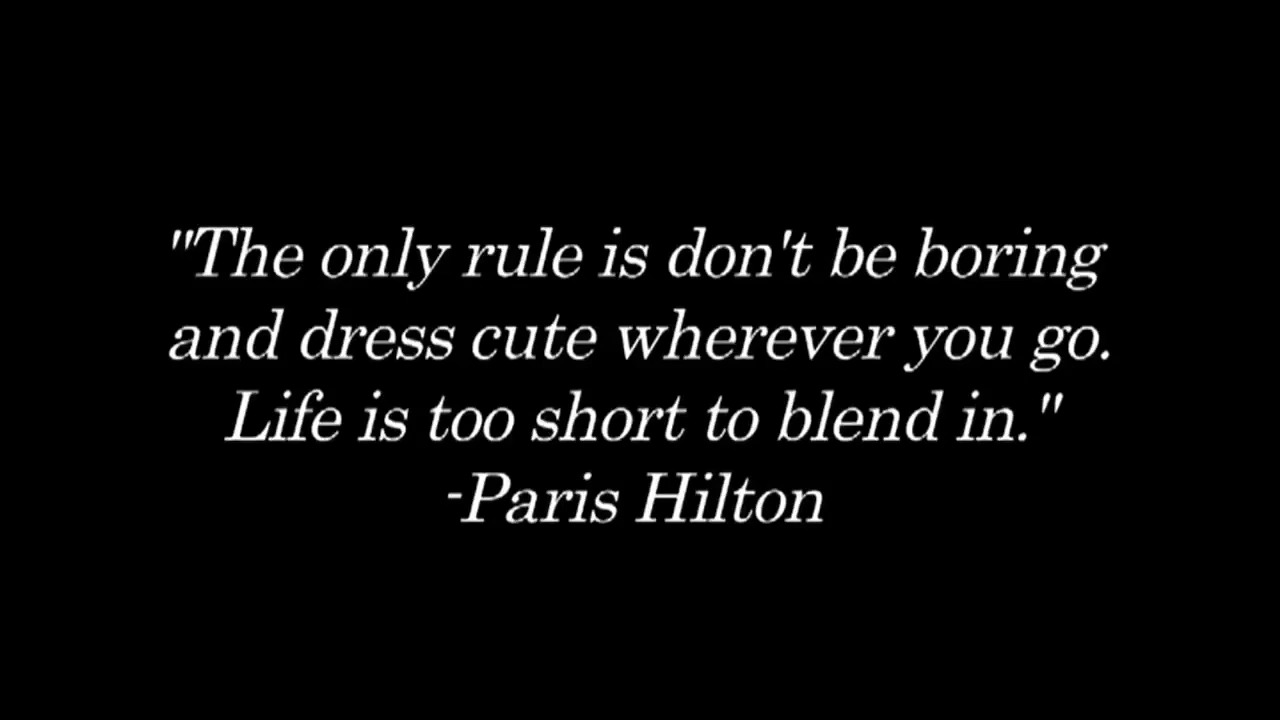 "The only rule is don't be boring
and dress cute wherever you go.
Life is too short to blend in."
-Paris Hilton